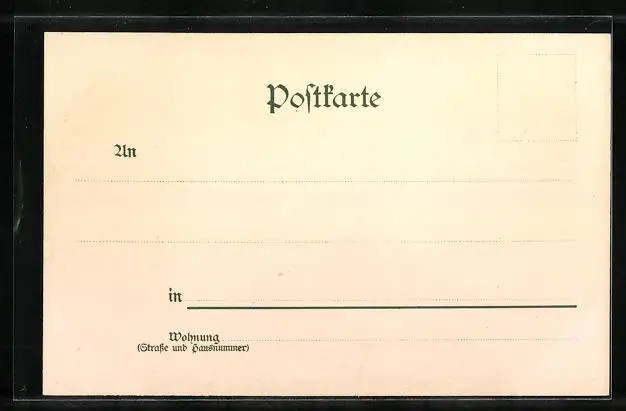 Poſtkarte
An
in
Wohnung
(Straße und Hausnummer)